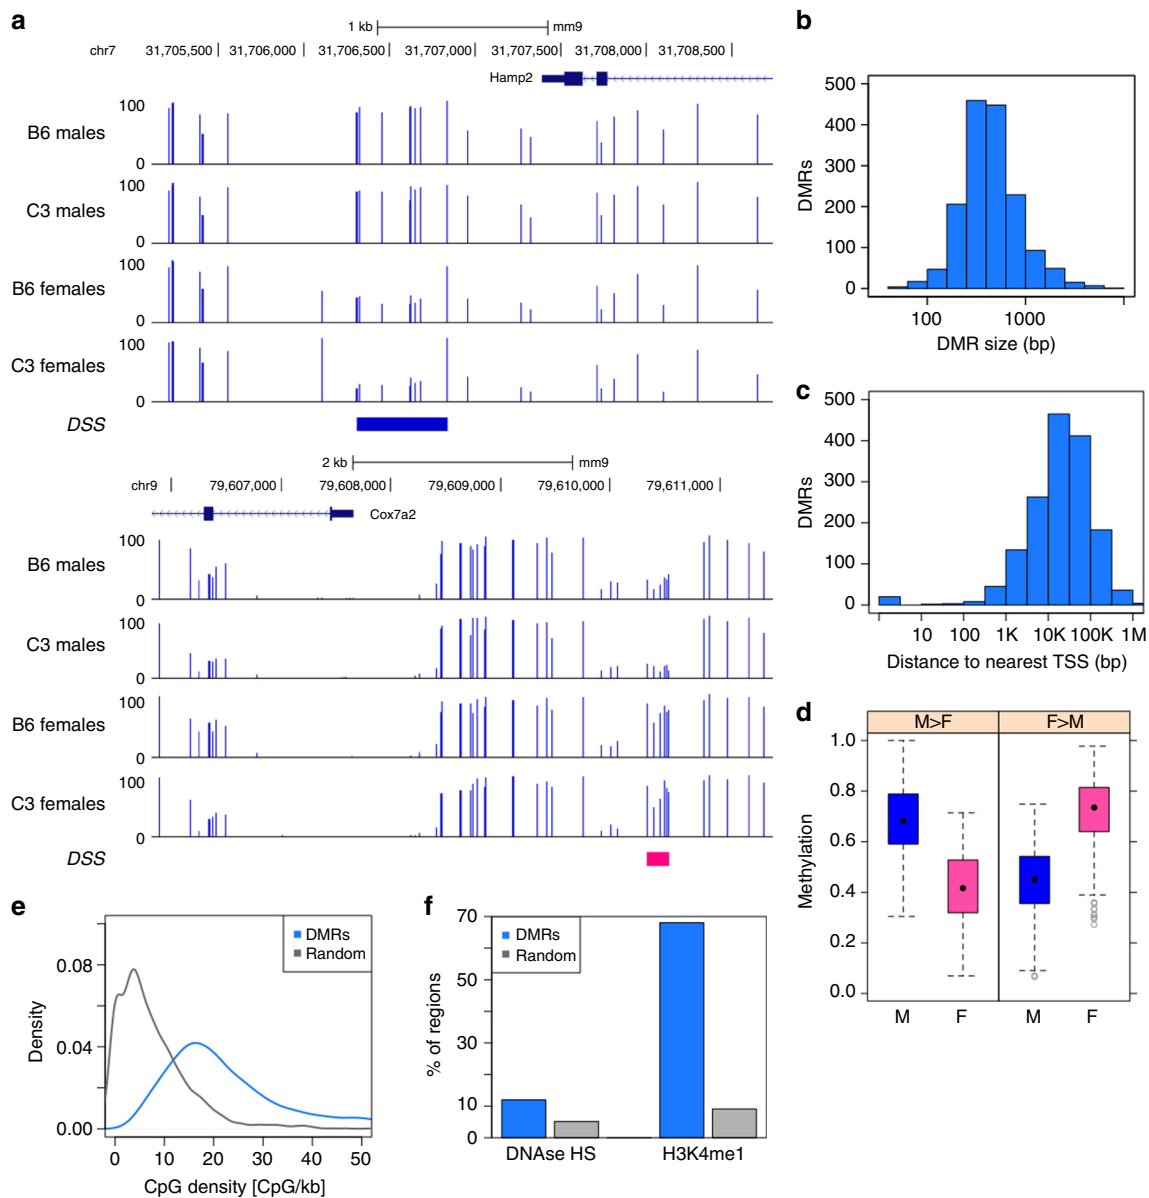 a
1 kb
mm9
chr7
31,705,500
31,706,000
31,706,500
31,707,000
31,707,500
31,708,000
31,708,500
Hamp2
B6 males
100
0
C3 males
100
0
B6 females
100
0
C3 females
100
0
DSS
2 kb
mm9
chr9
79,607,000
79,608,000
79,609,000
79,610,000
79,611,000
Cox7a2
B6 males
100
0
C3 males
100
0
B6 females
100
0
C3 females
100
0
DSS
b
500
400
300
200
100
0
DMRs
100
1000
DMR size (bp)
c
500
400
300
200
100
0
DMRs
10
100
1K
10K
100K
1M
Distance to nearest TSS (bp)
d
M>F
F>M
1.0
0.8
0.6
0.4
0.2
0.0
Methylation
M
F
M
F
e
DMRs
Random
0.08
0.04
0.00
Density
0
10
20
30
40
50
CpG density [CpG/kb]
f
DMRs
Random
70
50
30
10
0
% of regions
DNAse HS
H3K4me1